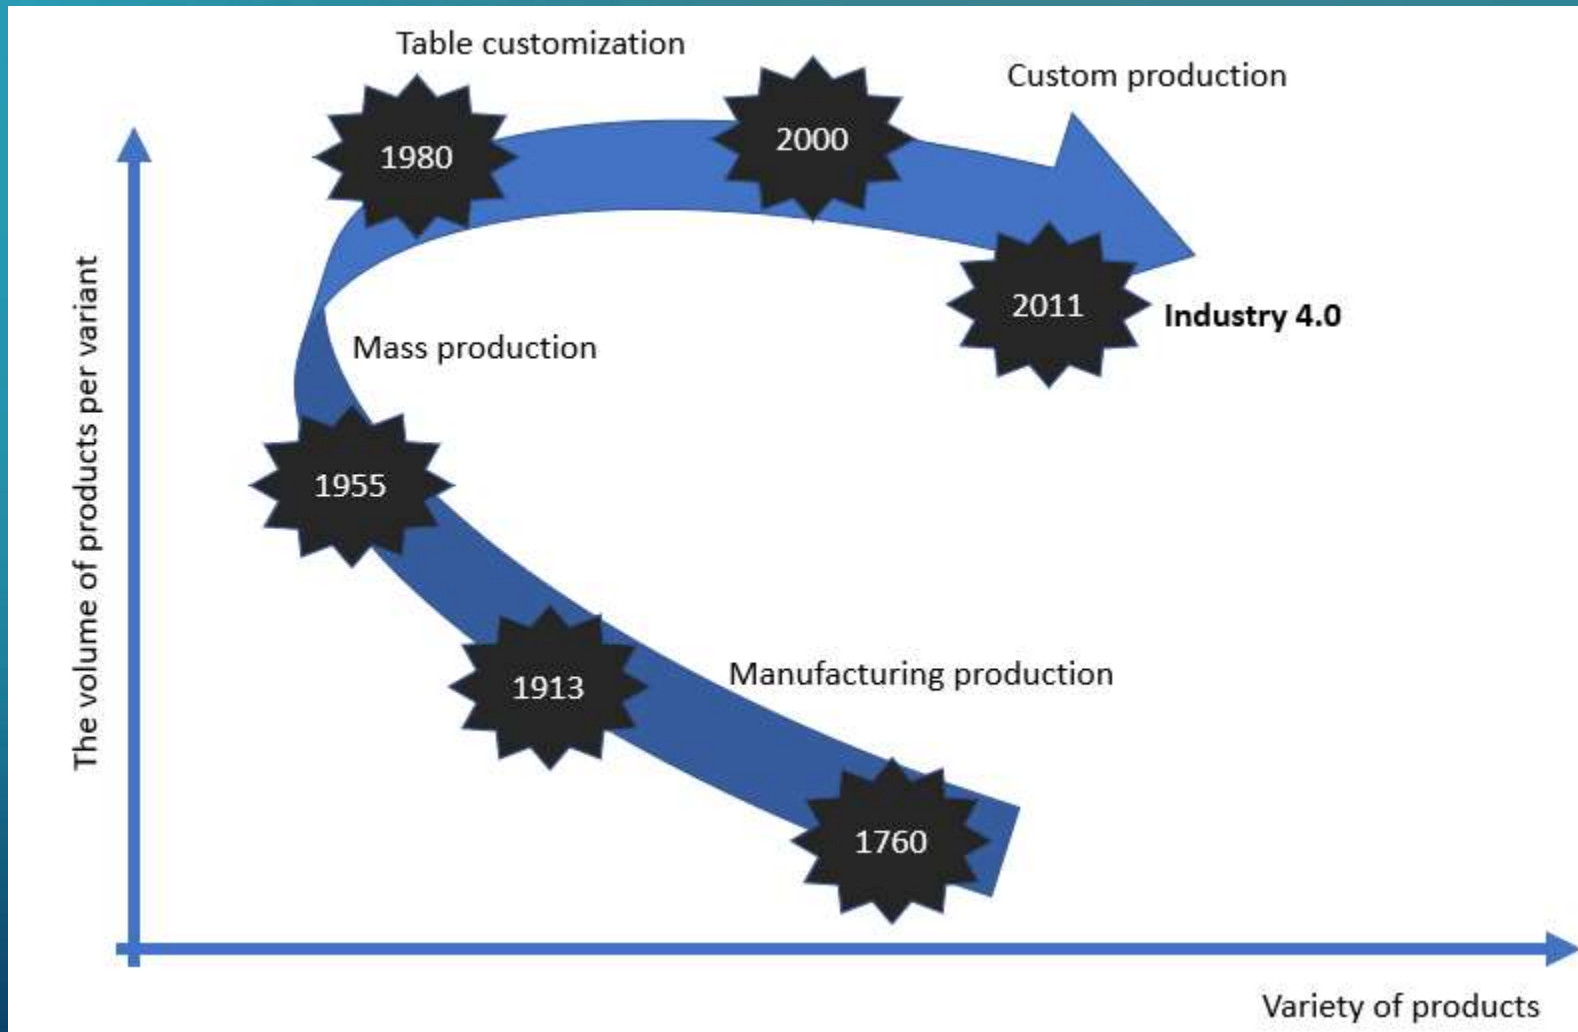 Table customization
Custom production
1980
2000
2011
Industry 4.0
The volume of products per variant
Mass production
1955
1913
Manufacturing production
1760
Variety of products